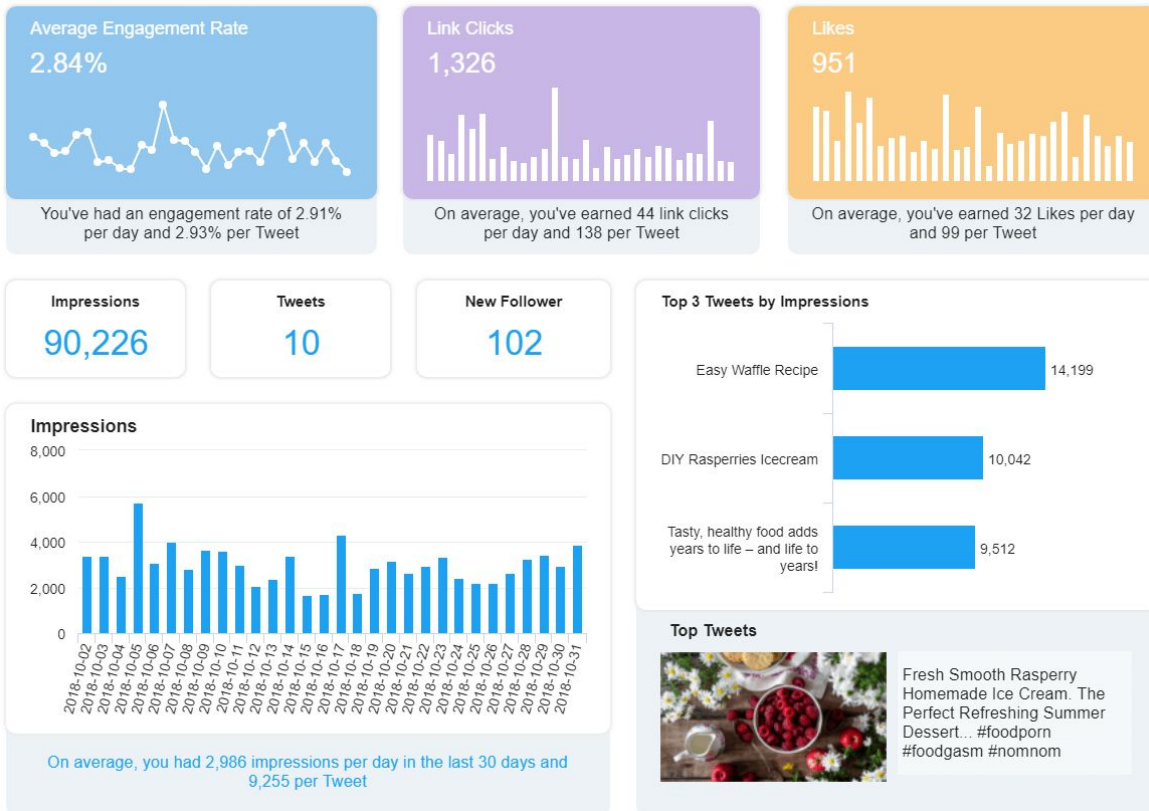 Average Engagement Rate
2.84%
You've had an engagement rate of 2.91%
per day and 2.93% per Tweet
Link Clicks
1,326
On average, you've earned 44 link clicks
per day and 138 per Tweet
Likes
951
On average, you've earned 32 Likes per day
and 99 per Tweet
Impressions
90,226
Tweets
10
New Follower
102
Impressions
8,000
6,000
4,000
2,000
0
2018-10-02
2018-10-03
2018-10-04
2018-10-05
2018-10-06
2018-10-07
2018-10-08
2018-10-09
2018-10-10
2018-10-11
2018-10-12
2018-10-13
2018-10-14
2018-10-15
2018-10-16
2018-10-17
2018-10-18
2018-10-19
2018-10-20
2018-10-21
2018-10-22
2018-10-23
2018-10-24
2018-10-25
2018-10-26
2018-10-27
2018-10-28
2018-10-29
2018-10-30
2018-10-31
On average, you had 2,986 impressions per day in the last 30 days and
9,255 per Tweet
Top 3 Tweets by Impressions
Easy Waffle Recipe
14,199
DIY Rasperries Icecream
10,042
Tasty, healthy food adds
years to life – and life to
years!
9,512
Top Tweets
Fresh Smooth Rasperry
Homemade Ice Cream. The
Perfect Refreshing Summer
Dessert... #foodporn
#foodgasm #nomnom